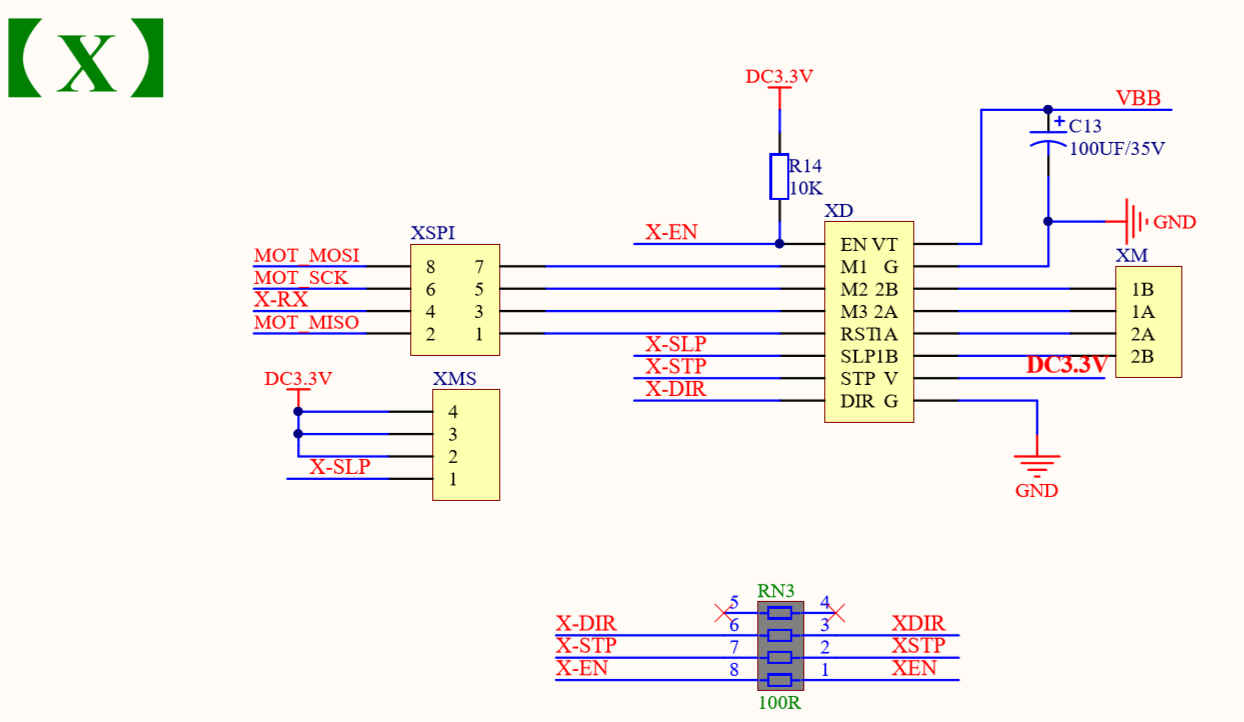 【X】
DC3.3V
VBB
+
C13
100UF/35V
R14
10K
XD
GND
X-EN
XSPI
XM
EN VT
MOT_MOSI
8 7
M1 G
MOT_SCK
6 5
M2 2B
1B
X-RX
4 3
M3 2A
1A
MOT_MISO
2 1
RST1A
2A
X-SLP
SLP1B
2B
X-STP
STP V
DC3.3V
X-DIR
DIR G
DC3.3V
XMS
4
3
2
X-SLP
1
GND
RN3
5 4
X-DIR
6 3
XDIR
X-STP
7 2
XSTP
X-EN
8 1
XEN
100R